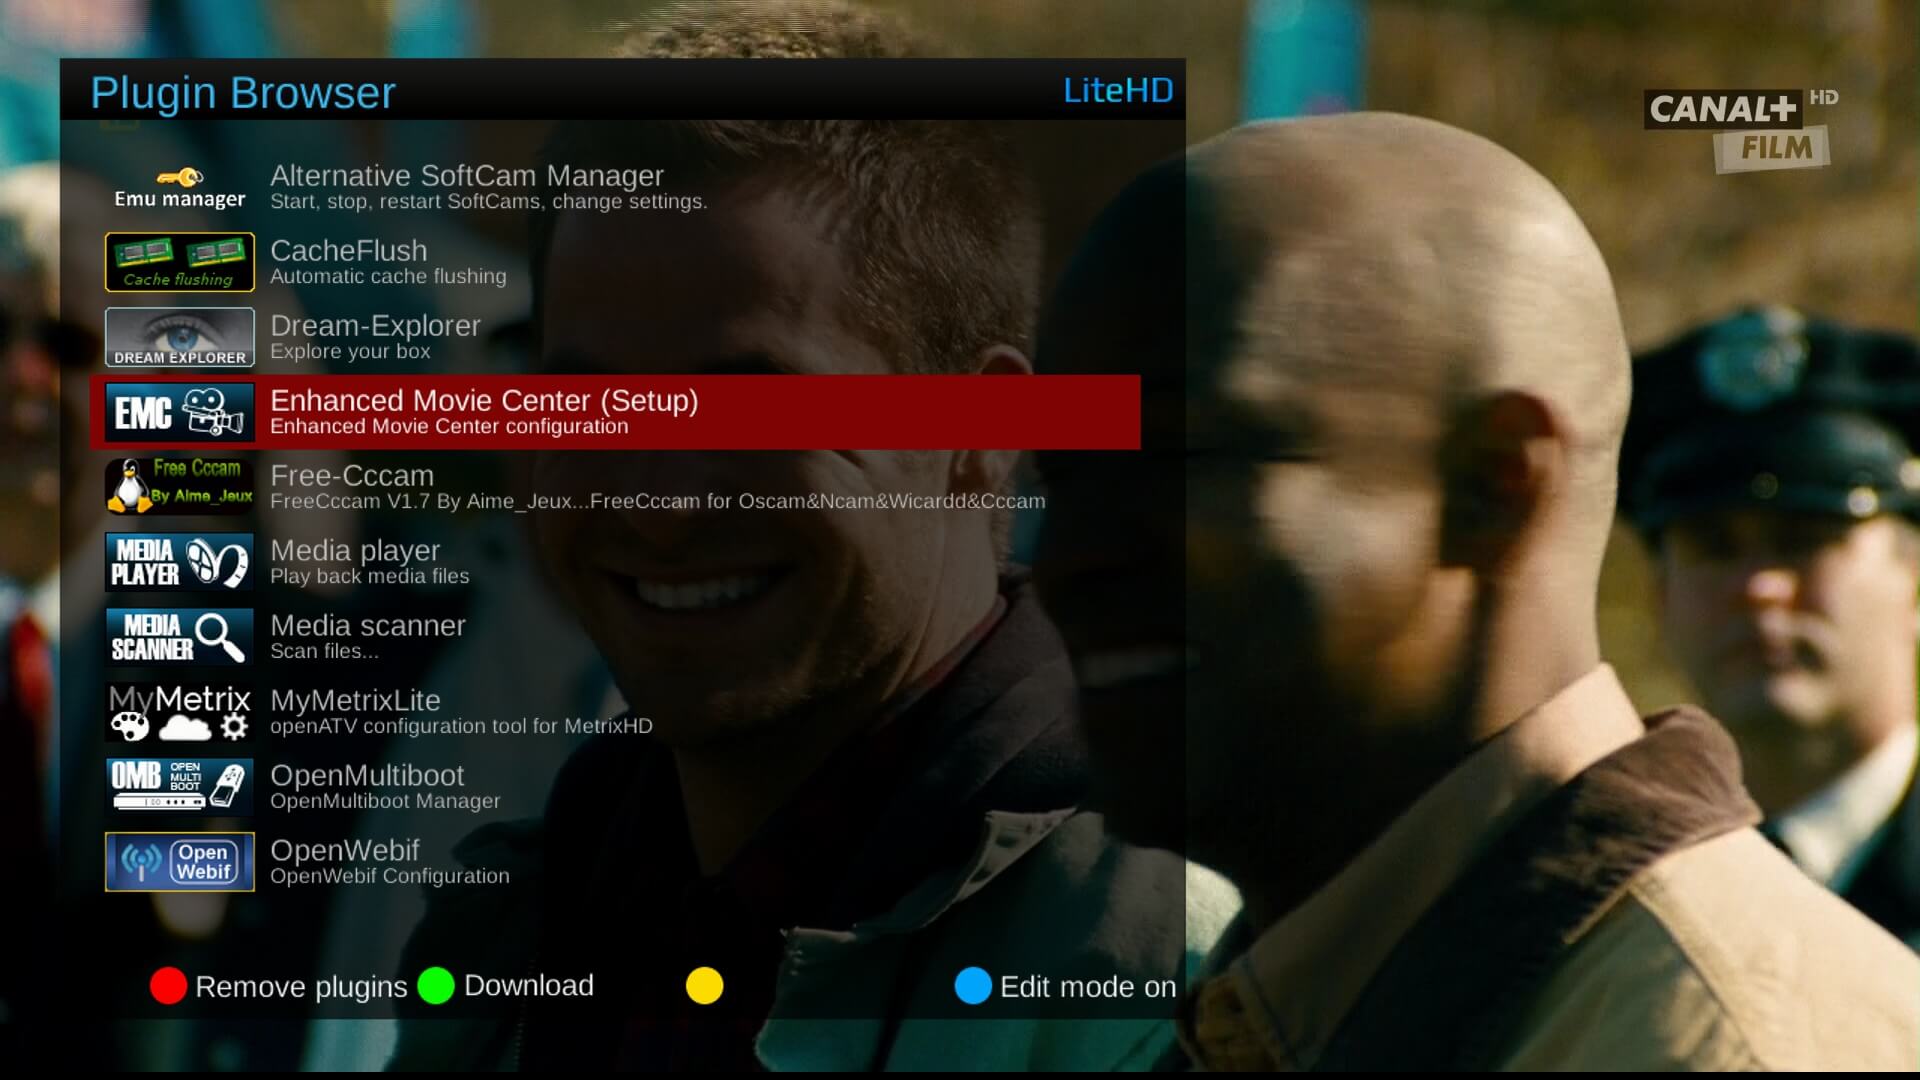 Plugin Browser
LiteHD
CANAL+ HD
FILM
Emu manager
Alternative SoftCam Manager
Start, stop, restart SoftCams, change settings.
Cache flushing
CacheFlush
Automatic cache flushing
DREAM EXPLORER
Dream-Explorer
Explore your box
EMC
Enhanced Movie Center (Setup)
Enhanced Movie Center configuration
Free Cccam
By Aime_Jeux
Free-Cccam
FreeCccam V1.7 By Aime_Jeux...FreeCccam for Oscam&Ncam&Wicardd&Cccam
MEDIA
PLAYER
Media player
Play back media files
MEDIA
SCANNER
Media scanner
Scan files...
MyMetrix
MyMetrixLite
openATV configuration tool for MetrixHD
OMB OPEN
MULTI
BOOT
OpenMultiboot
OpenMultiboot Manager
Open
Webif
OpenWebif
OpenWebif Configuration
Remove plugins
Download
Edit mode on